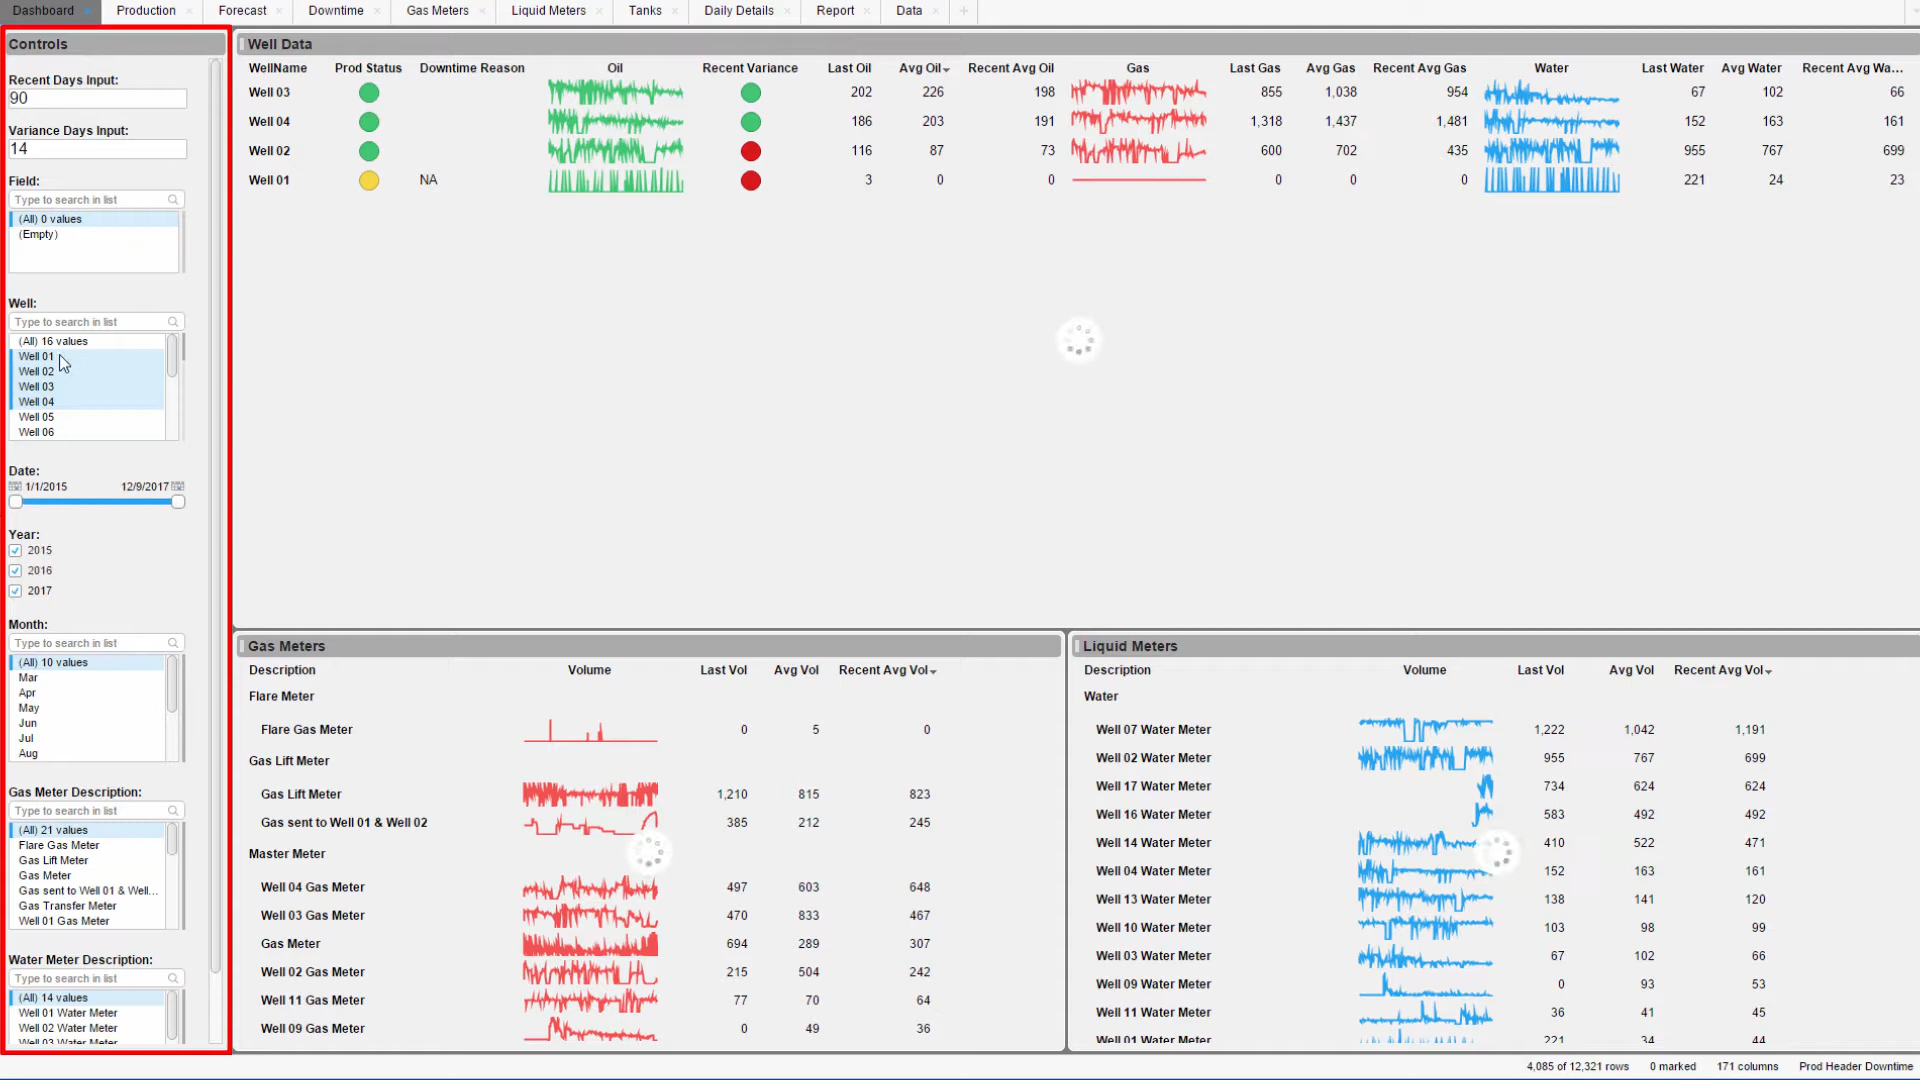 Dashboard Production Forecast Downtime Gas Meters Liquid Meters Tanks Daily Details Report Data
Controls
Recent Days Input:
90
Variance Days Input:
14
Field:
Type to search in list
(All) 0 values
(Empty)
Well:
Type to search in list
(All) 16 values
Well 01
Well 02
Well 03
Well 04
Well 05
Well 06
Date:
1/1/2015 12/9/2017
Year:
2015
2016
2017
Month:
Type to search in list
(All) 10 values
Mar
Apr
May
Jun
Jul
Aug
Gas Meter Description:
Type to search in list
(All) 21 values
Flare Gas Meter
Gas Lift Meter
Gas Meter
Gas sent to Well 01 & Well...
Gas Transfer Meter
Well 01 Gas Meter
Water Meter Description:
Type to search in list
(All) 14 values
Well 01 Water Meter
Well 02 Water Meter
Well 03 Water Meter
Well Data
WellName Prod Status Downtime Reason Oil Recent Variance Last Oil Avg Oil Recent Avg Oil Gas Last Gas Avg Gas Recent Avg Gas Water Last Water Avg Water Recent Avg Wa...
Well 03 202 226 198 855 1,038 954 67 102 66
Well 04 186 203 191 1,318 1,437 1,481 152 163 161
Well 02 116 87 73 600 702 435 955 767 699
Well 01 NA 3 0 0 0 0 0 221 24 23
Gas Meters
Description Volume Last Vol Avg Vol Recent Avg Vol
Flare Meter
Flare Gas Meter 0 5 0
Gas Lift Meter
Gas Lift Meter 1,210 815 823
Gas sent to Well 01 & Well 02 385 212 245
Master Meter
Well 04 Gas Meter 497 603 648
Well 03 Gas Meter 470 833 467
Gas Meter 694 289 307
Well 02 Gas Meter 215 504 242
Well 11 Gas Meter 77 70 64
Well 09 Gas Meter 0 49 36
Liquid Meters
Description Volume Last Vol Avg Vol Recent Avg Vol
Water
Well 07 Water Meter 1,222 1,042 1,191
Well 02 Water Meter 955 767 699
Well 17 Water Meter 734 624 624
Well 16 Water Meter 583 492 492
Well 14 Water Meter 410 522 471
Well 04 Water Meter 152 163 161
Well 13 Water Meter 138 141 120
Well 10 Water Meter 103 98 99
Well 03 Water Meter 67 102 66
Well 09 Water Meter 0 93 53
Well 11 Water Meter 36 41 45
Well 01 Water Meter 221 34 44
4,085 of 12,321 rows 0 marked 171 columns Prod Header Downtime